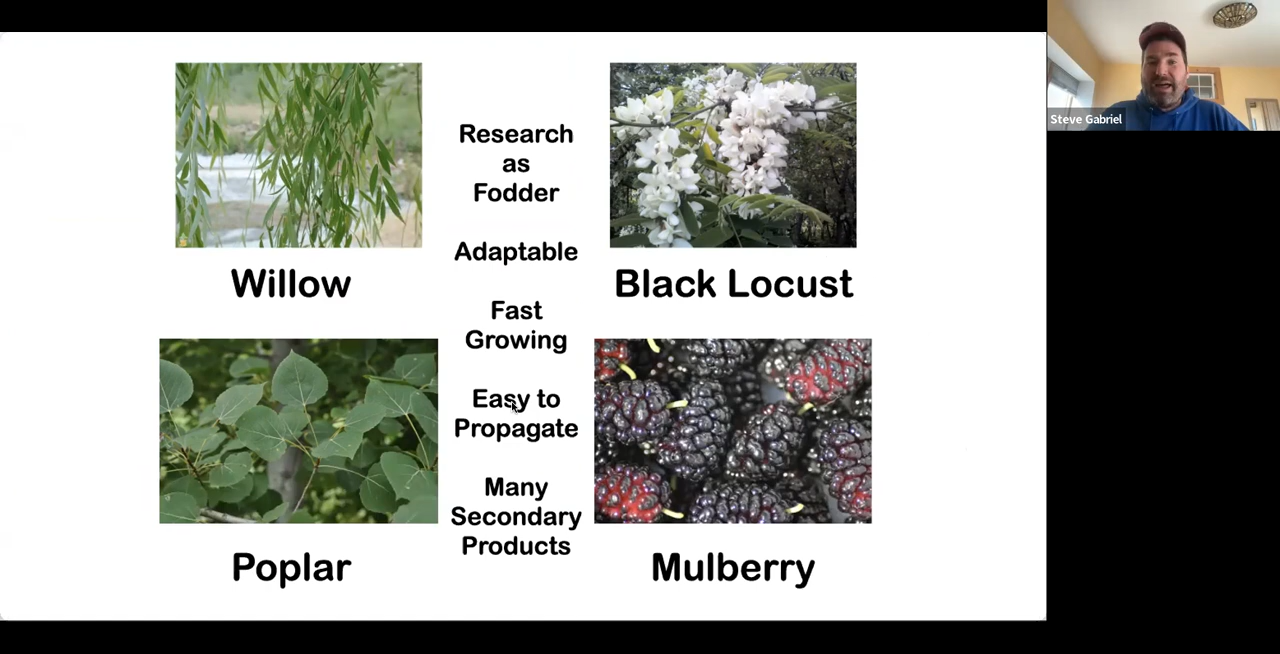 Willow
Research
as
Fodder
Adaptable
Fast
Growing
Easy to
Propagate
Many
Secondary
Products
Black Locust
Poplar
Mulberry
Steve Gabriel